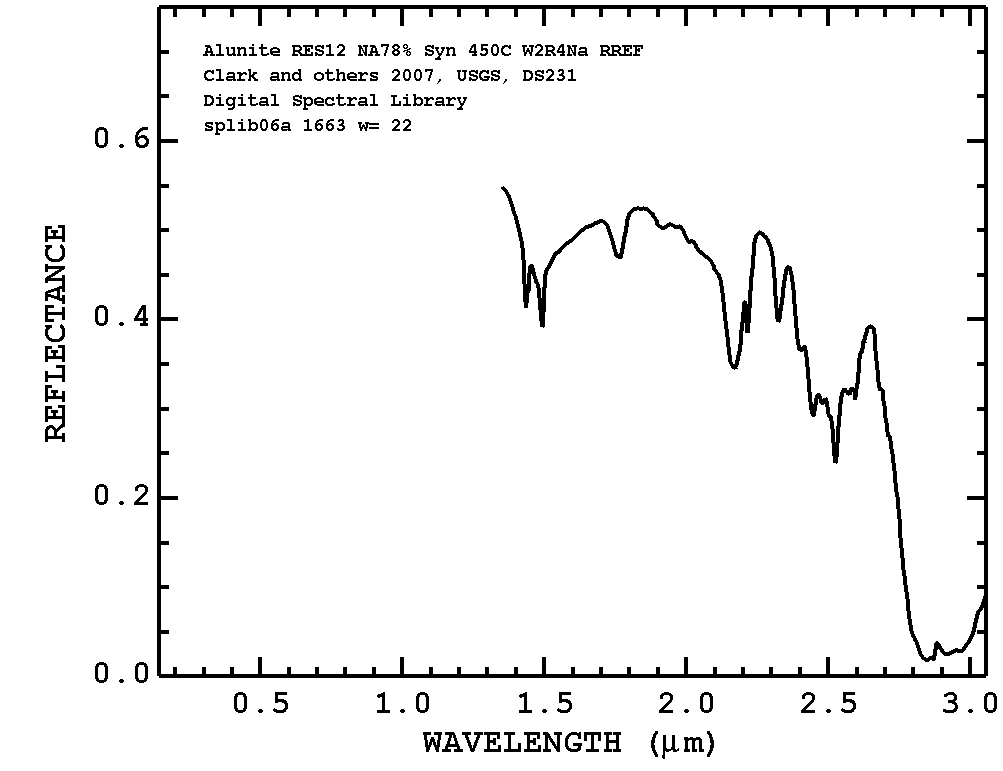 Alunite RES12 NA78% Syn 450C W2R4Na RREF
Clark and others 2007, USGS, DS231
Digital Spectral Library
splib06a 1663 w= 22
REFLECTANCE
0.6
0.4
0.2
0.0
0.5 1.0 1.5 2.0 2.5 3.0
WAVELENGTH (μm)